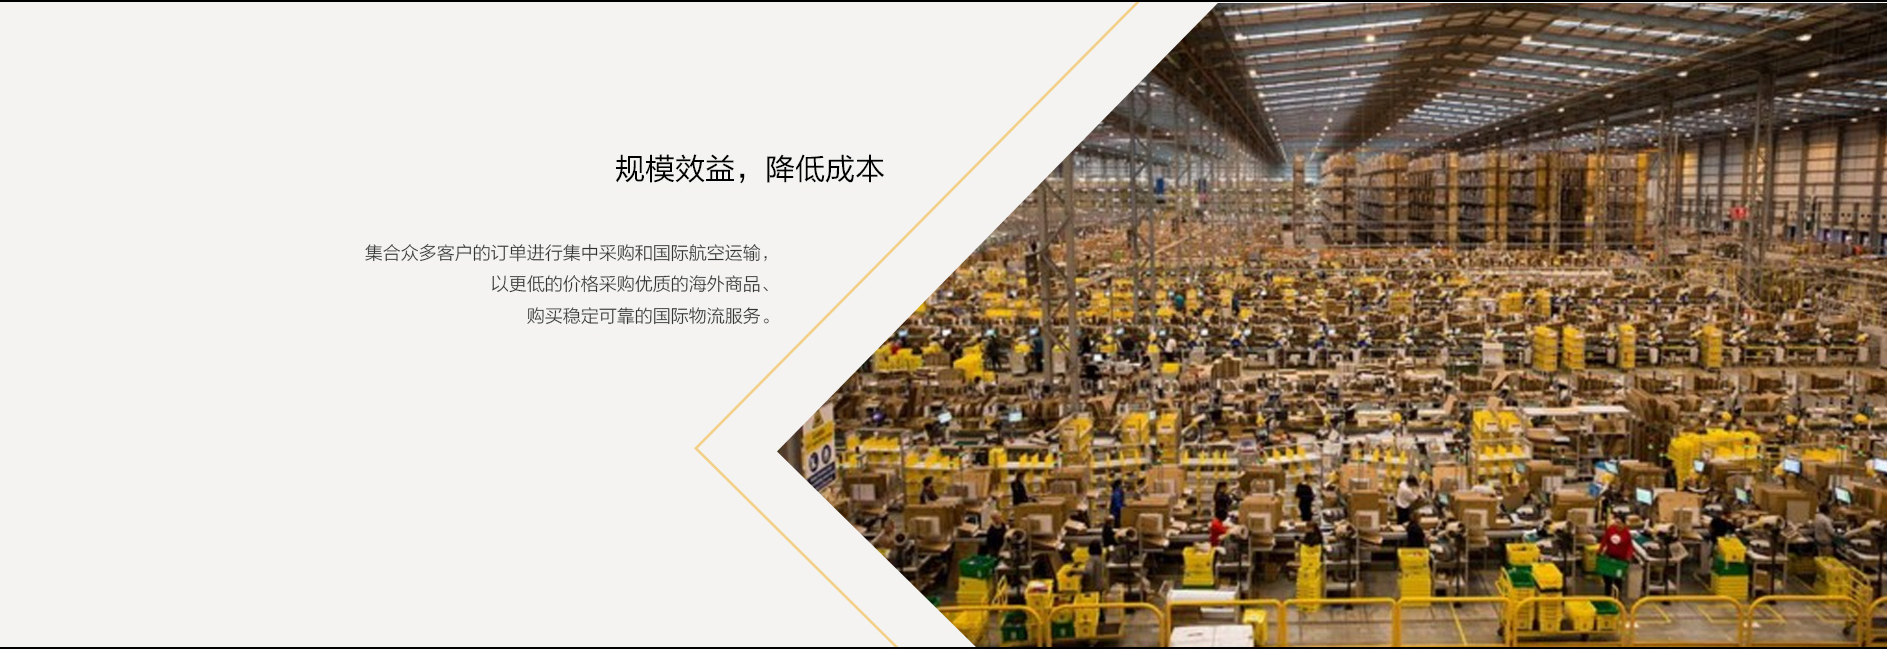 规模效益，降低成本
集合众多客户的订单进行集中采购和国际航空运输，
以更低的价格采购优质的海外商品、
购买稳定可靠的国际物流服务。